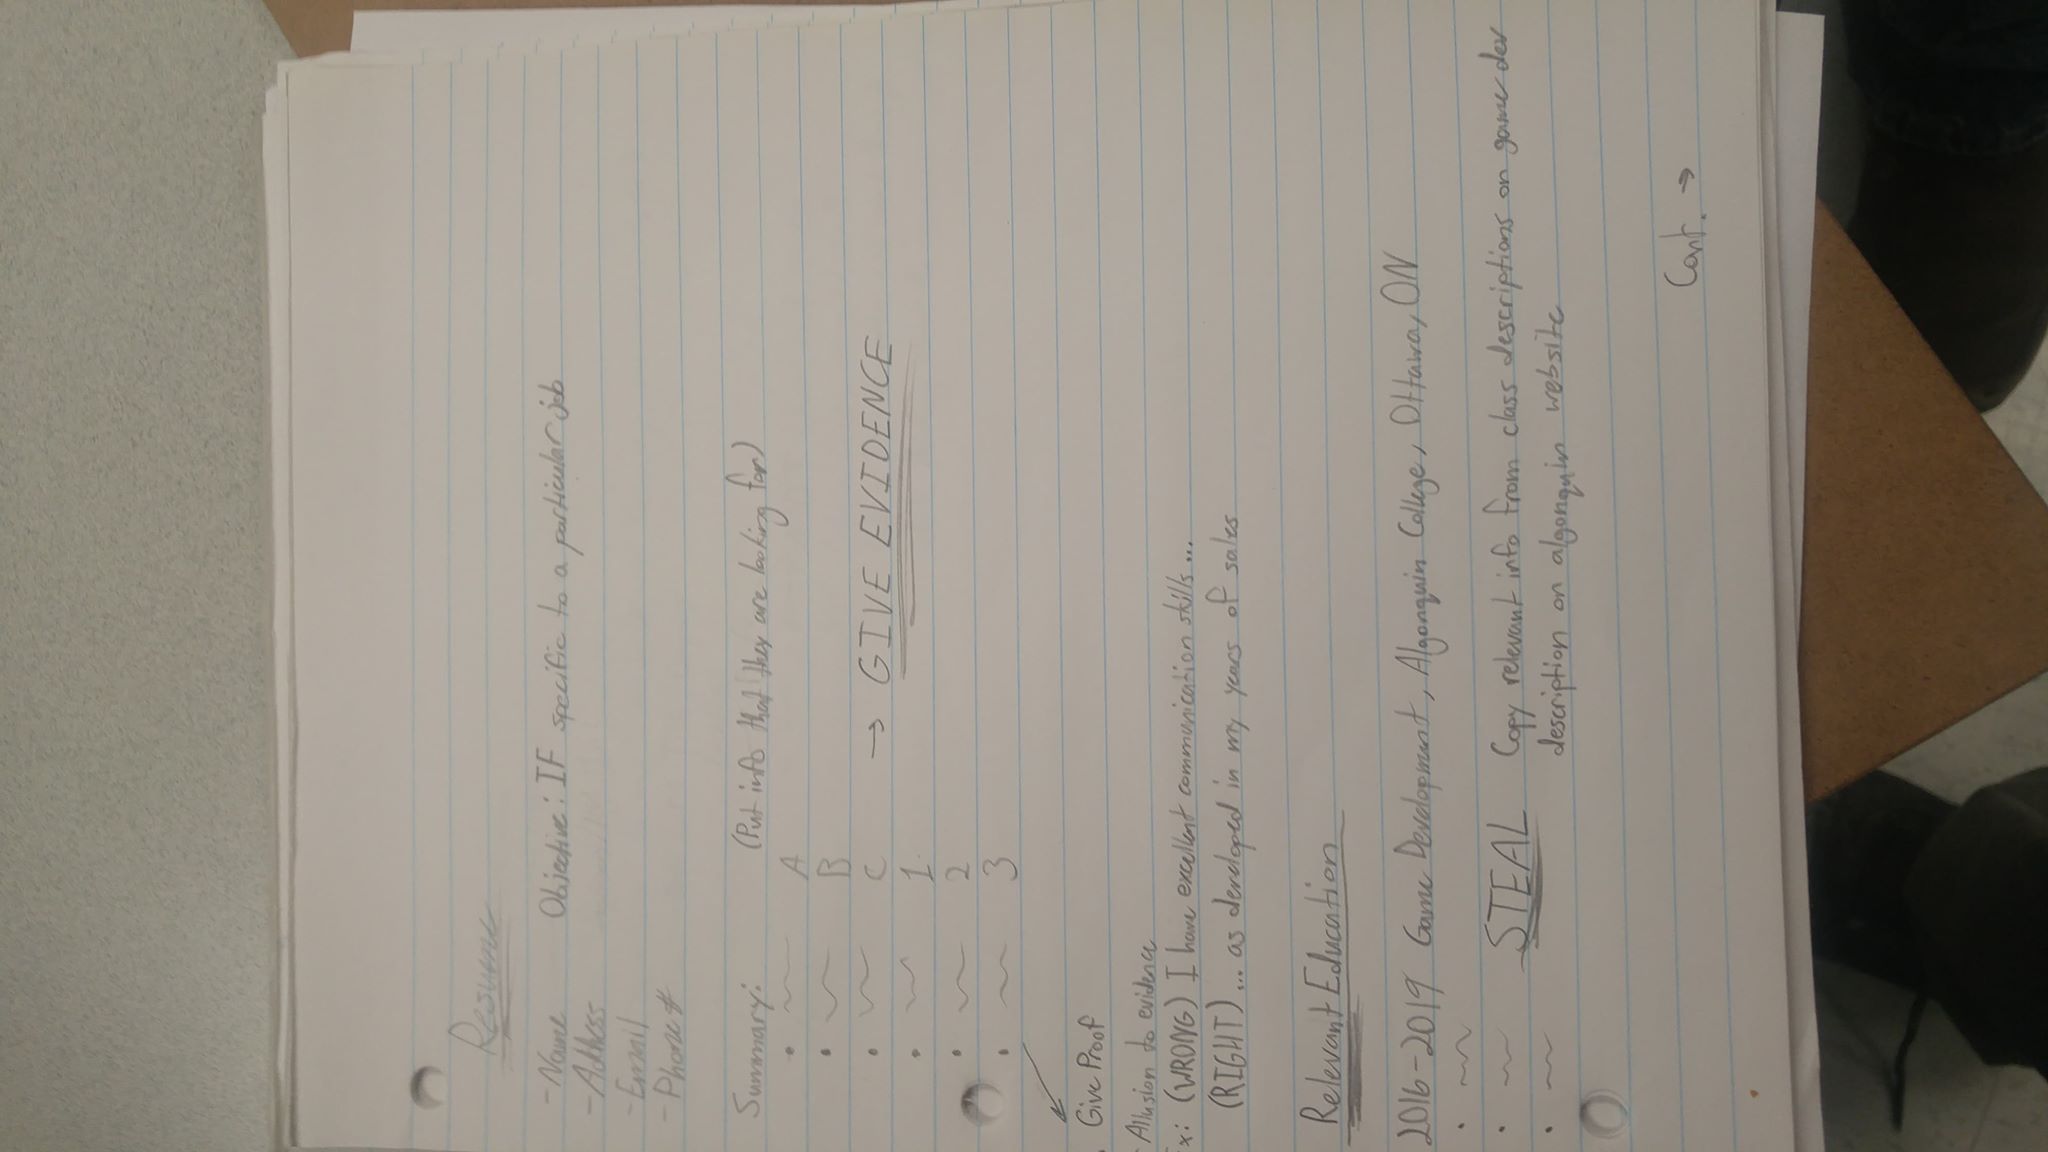 Resume
- Name Objective: IF specific to a particular job
- Address
- Email
- Phone #
Summary: (Put info that they are looking for)
• A
• B
• C → GIVE EVIDENCE
• 1
• 2
• 3
Give Proof
- Allusion to evidence
Ex: (WRONG) I have excellent communication skills...
(RIGHT) ... as developed in my years of sales
Relevant Education
2016-2019 Game Development, Algonquin College, Ottawa, ON
•
• STEAL Copy relevant info from class descriptions on game dev
• description on algonquin website
Cont. →